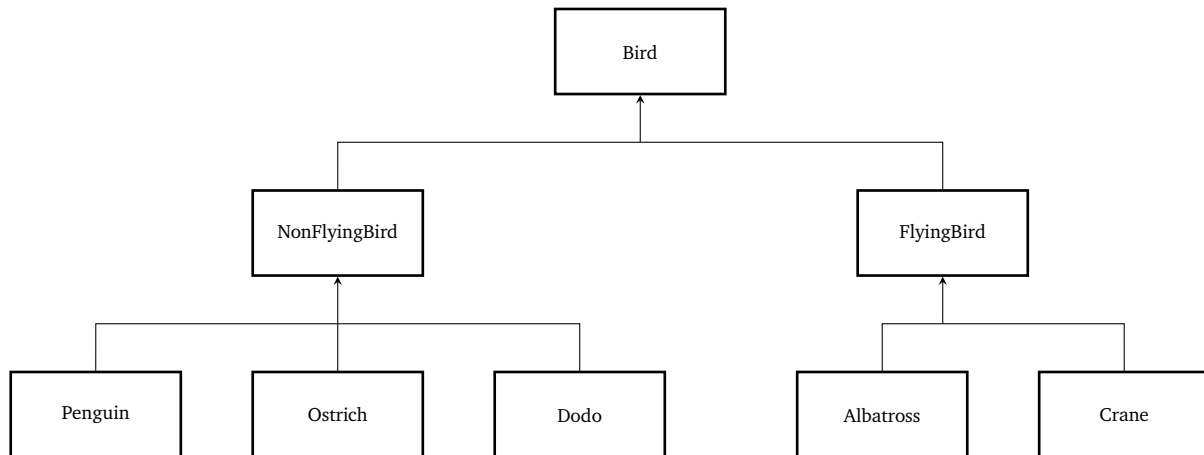 Bird
NonFlyingBird
FlyingBird
Penguin
Ostrich
Dodo
Albatross
Crane